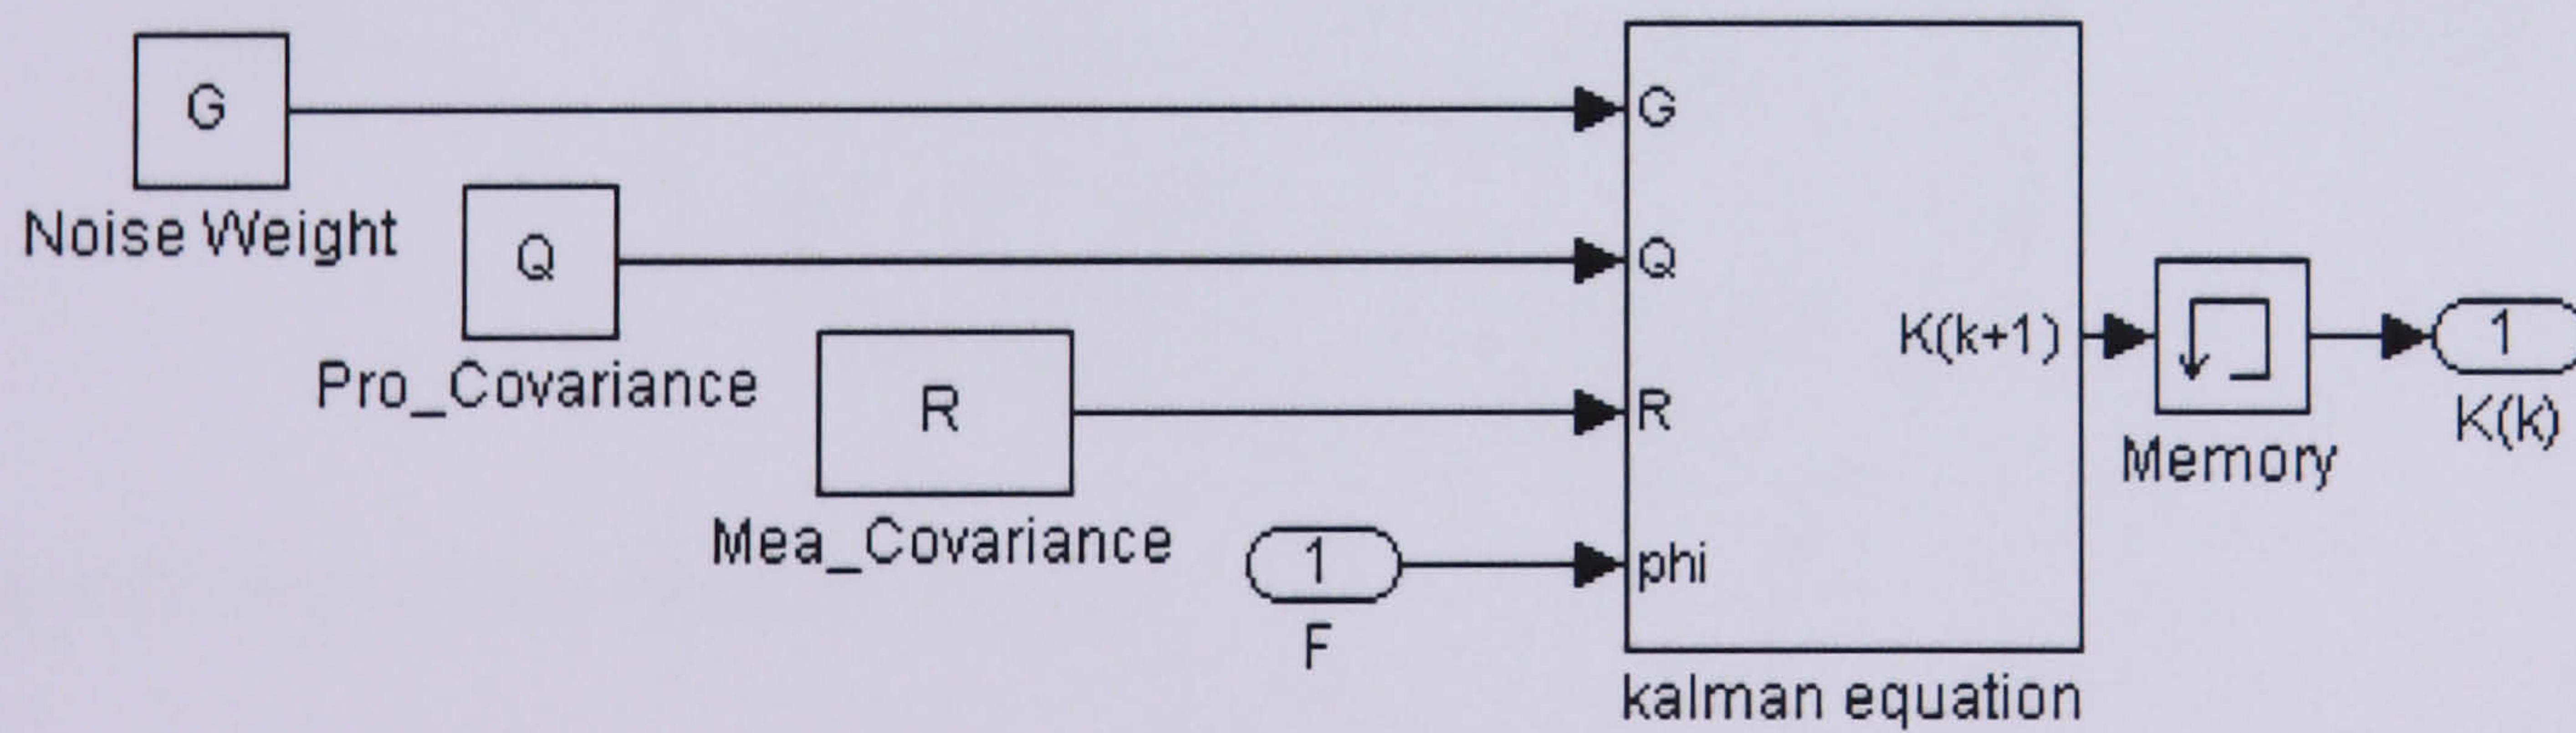 G
G
Noise Weight
Q
Q
Pro_Covariance
K(k+1)
1
K(k)
Memory
R
R
Mea_Covariance
1
phi
F
kalman equation